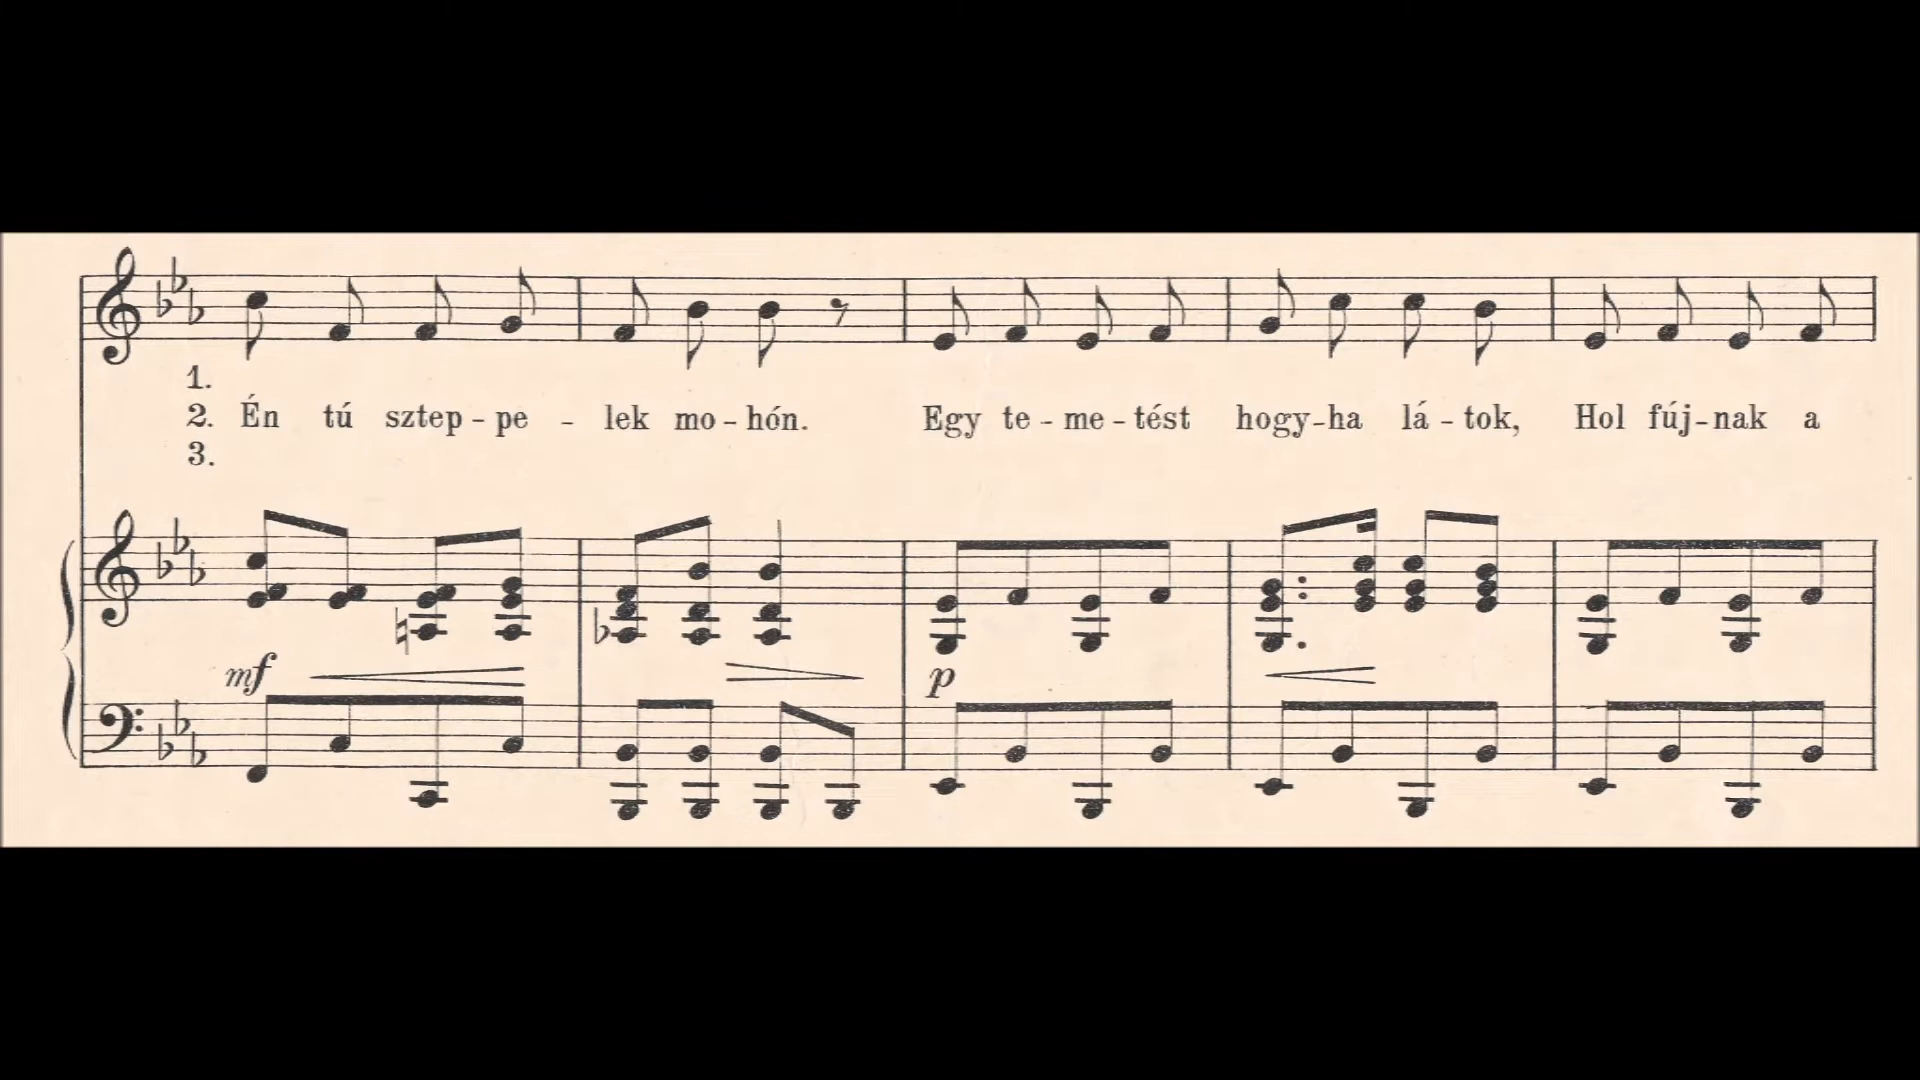 1.
2. Én tú sztep - pe - lek mo - hón. Egy te - me - tést hogy - ha lá - tok, Hol fúj - nak a
3.
mf p